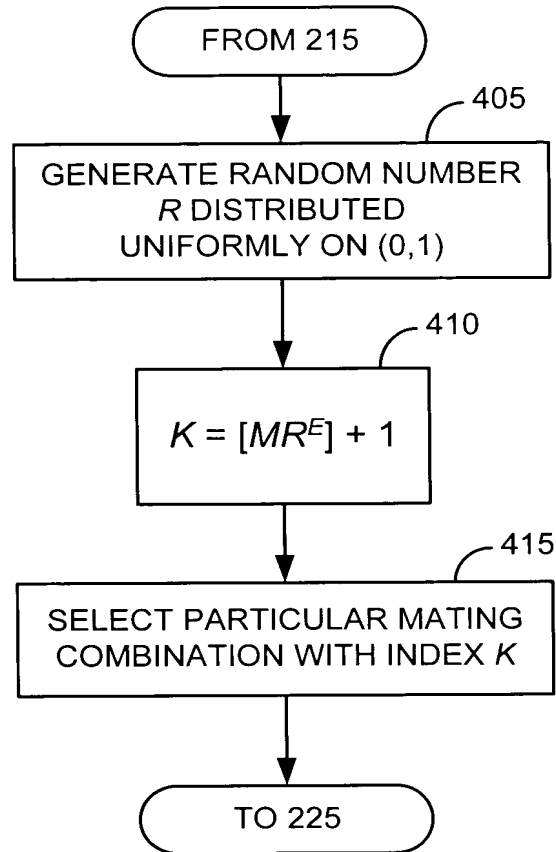 FROM 215
405
GENERATE RANDOM NUMBER
R DISTRIBUTED
UNIFORMLY ON (0,1)
410
K = [MR^E] + 1
415
SELECT PARTICULAR MATING
COMBINATION WITH INDEX K
TO 225